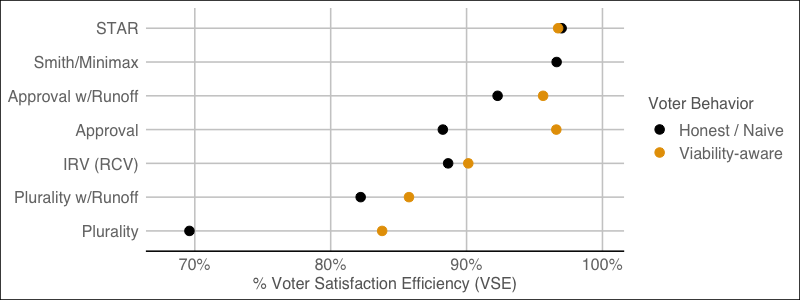 STAR
Smith/Minimax
Approval w/Runoff
Approval
IRV (RCV)
Plurality w/Runoff
Plurality
70%
80%
90%
100%
% Voter Satisfaction Efficiency (VSE)
Voter Behavior
Honest / Naive
Viability-aware